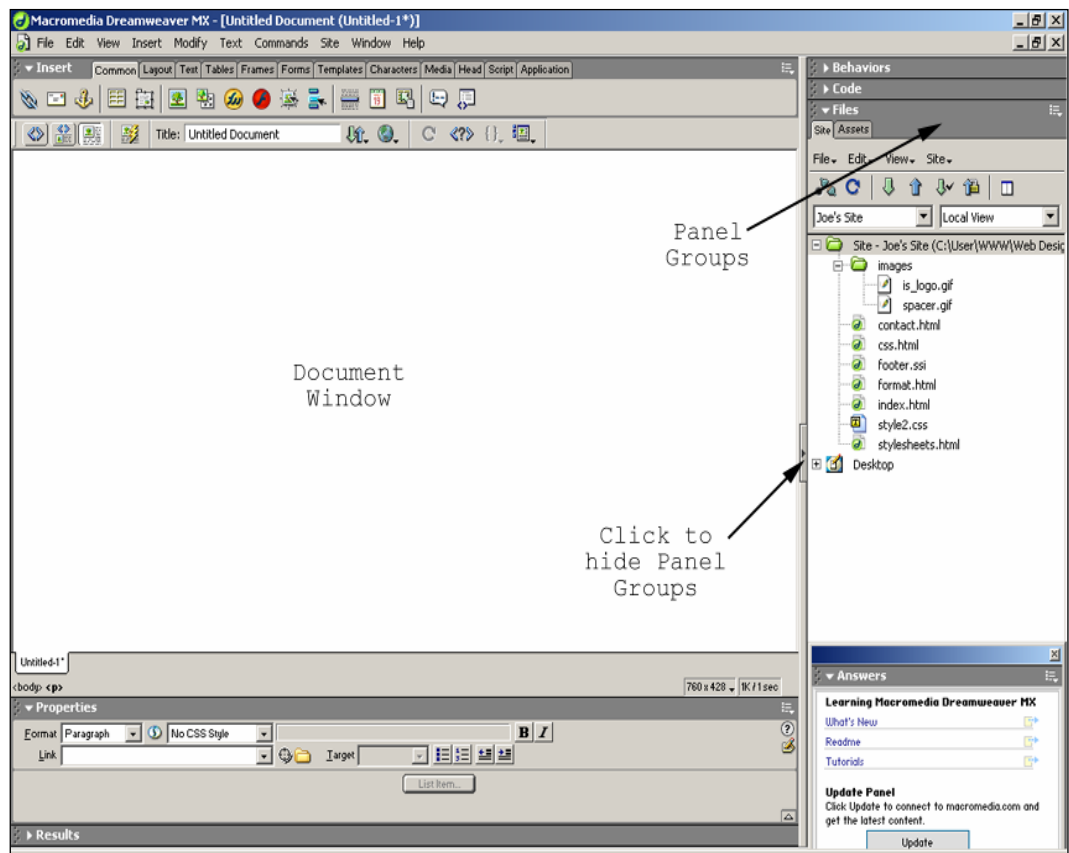 Macromedia Dreamweaver MX - [Untitled Document (Untitled-1*)]
File Edit View Insert Modify Text Commands Site Window Help
Insert Common Layout Text Tables Frames Forms Templates Characters Media Head Script Application
Title: Untitled Document
Behaviors
Code
Files
Site Assets
File Edit View Site
Joe's Site Local View
Site - Joe's Site (C:\User\WWW\Web Desig
images
is_logo.gif
spacer.gif
contact.html
css.html
footer.ssi
format.html
index.html
style2.css
stylesheets.html
Desktop
Panel
Groups
Document
Window
Click to
hide Panel
Groups
Untitled-1*
<body> <p> 760 x 428 1K / 1 sec
Properties
Format Paragraph No CSS Style B I
Link Target
List Item...
Results
Answers
Learning Macromedia Dreamweaver MX
What's New
Readme
Tutorials
Update Panel
Click Update to connect to macromedia.com and
get the latest content.
Update